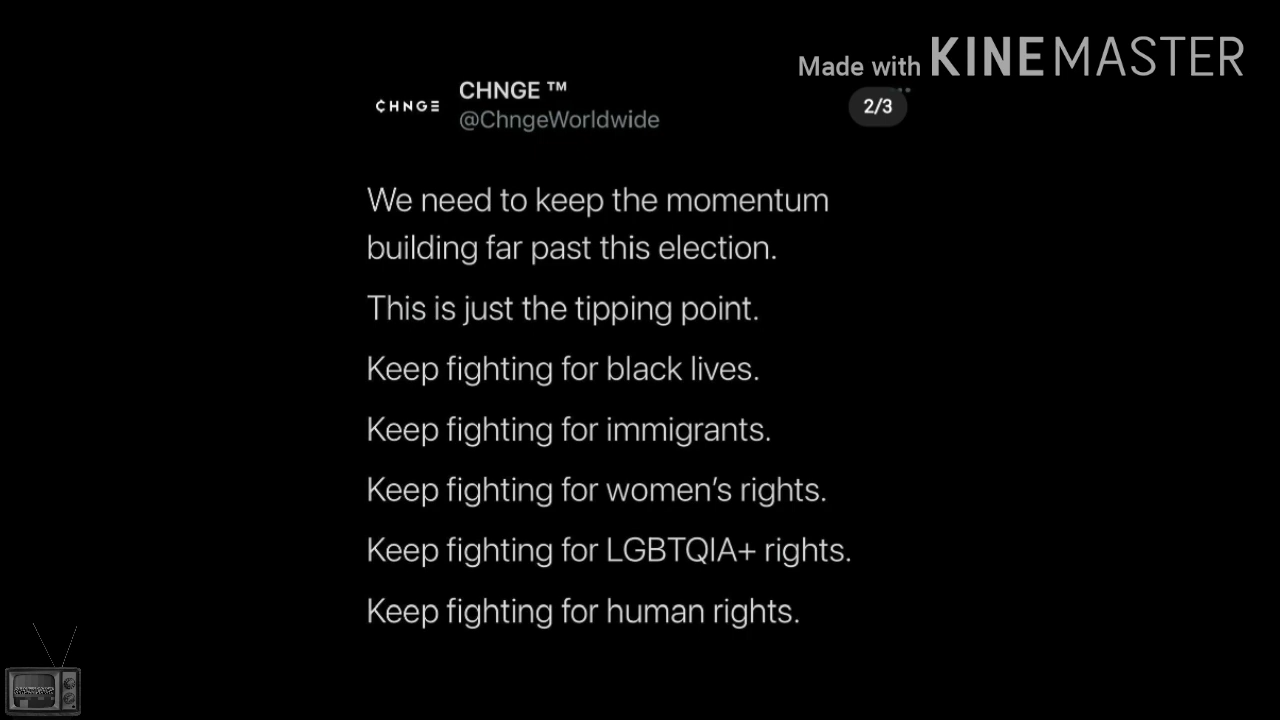 Made with KINEMASTER
CHNGE
CHNGE ™
@ChngeWorldwide
2/3
We need to keep the momentum
building far past this election.
This is just the tipping point.
Keep fighting for black lives.
Keep fighting for immigrants.
Keep fighting for women’s rights.
Keep fighting for LGBTQIA+ rights.
Keep fighting for human rights.